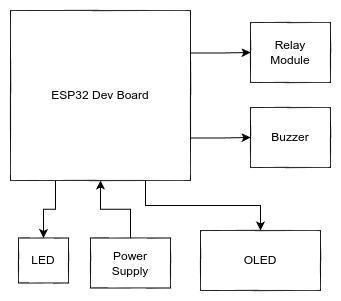 ESP32 Dev Board
Relay
Module
Buzzer
LED
Power
Supply
OLED